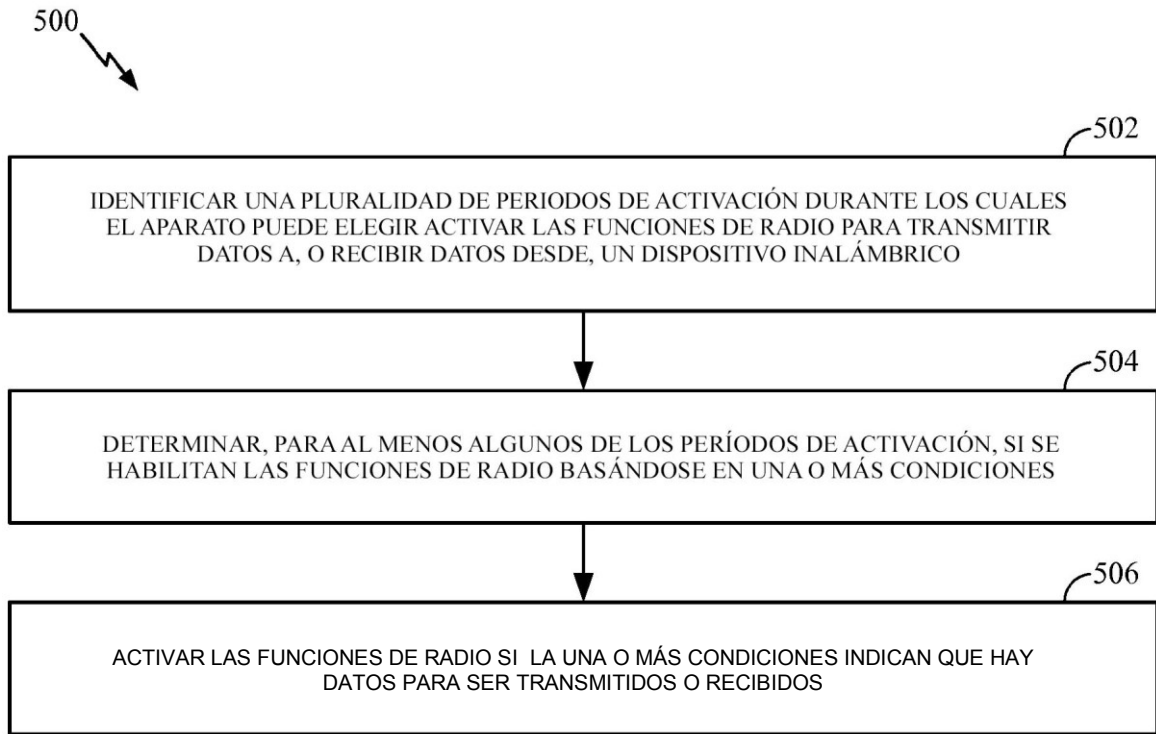 500
502
IDENTIFICAR UNA PLURALIDAD DE PERIODOS DE ACTIVACIÓN DURANTE LOS CUALES
EL APARATO PUEDE ELEGIR ACTIVAR LAS FUNCIONES DE RADIO PARA TRANSMITIR
DATOS A, O RECIBIR DATOS DESDE, UN DISPOSITIVO INALÁMBRICO
504
DETERMINAR, PARA AL MENOS ALGUNOS DE LOS PERÍODOS DE ACTIVACIÓN, SI SE
HABILITAN LAS FUNCIONES DE RADIO BASÁNDOSE EN UNA O MÁS CONDICIONES
506
ACTIVAR LAS FUNCIONES DE RADIO SI LA UNA O MÁS CONDICIONES INDICAN QUE HAY
DATOS PARA SER TRANSMITIDOS O RECIBIDOS